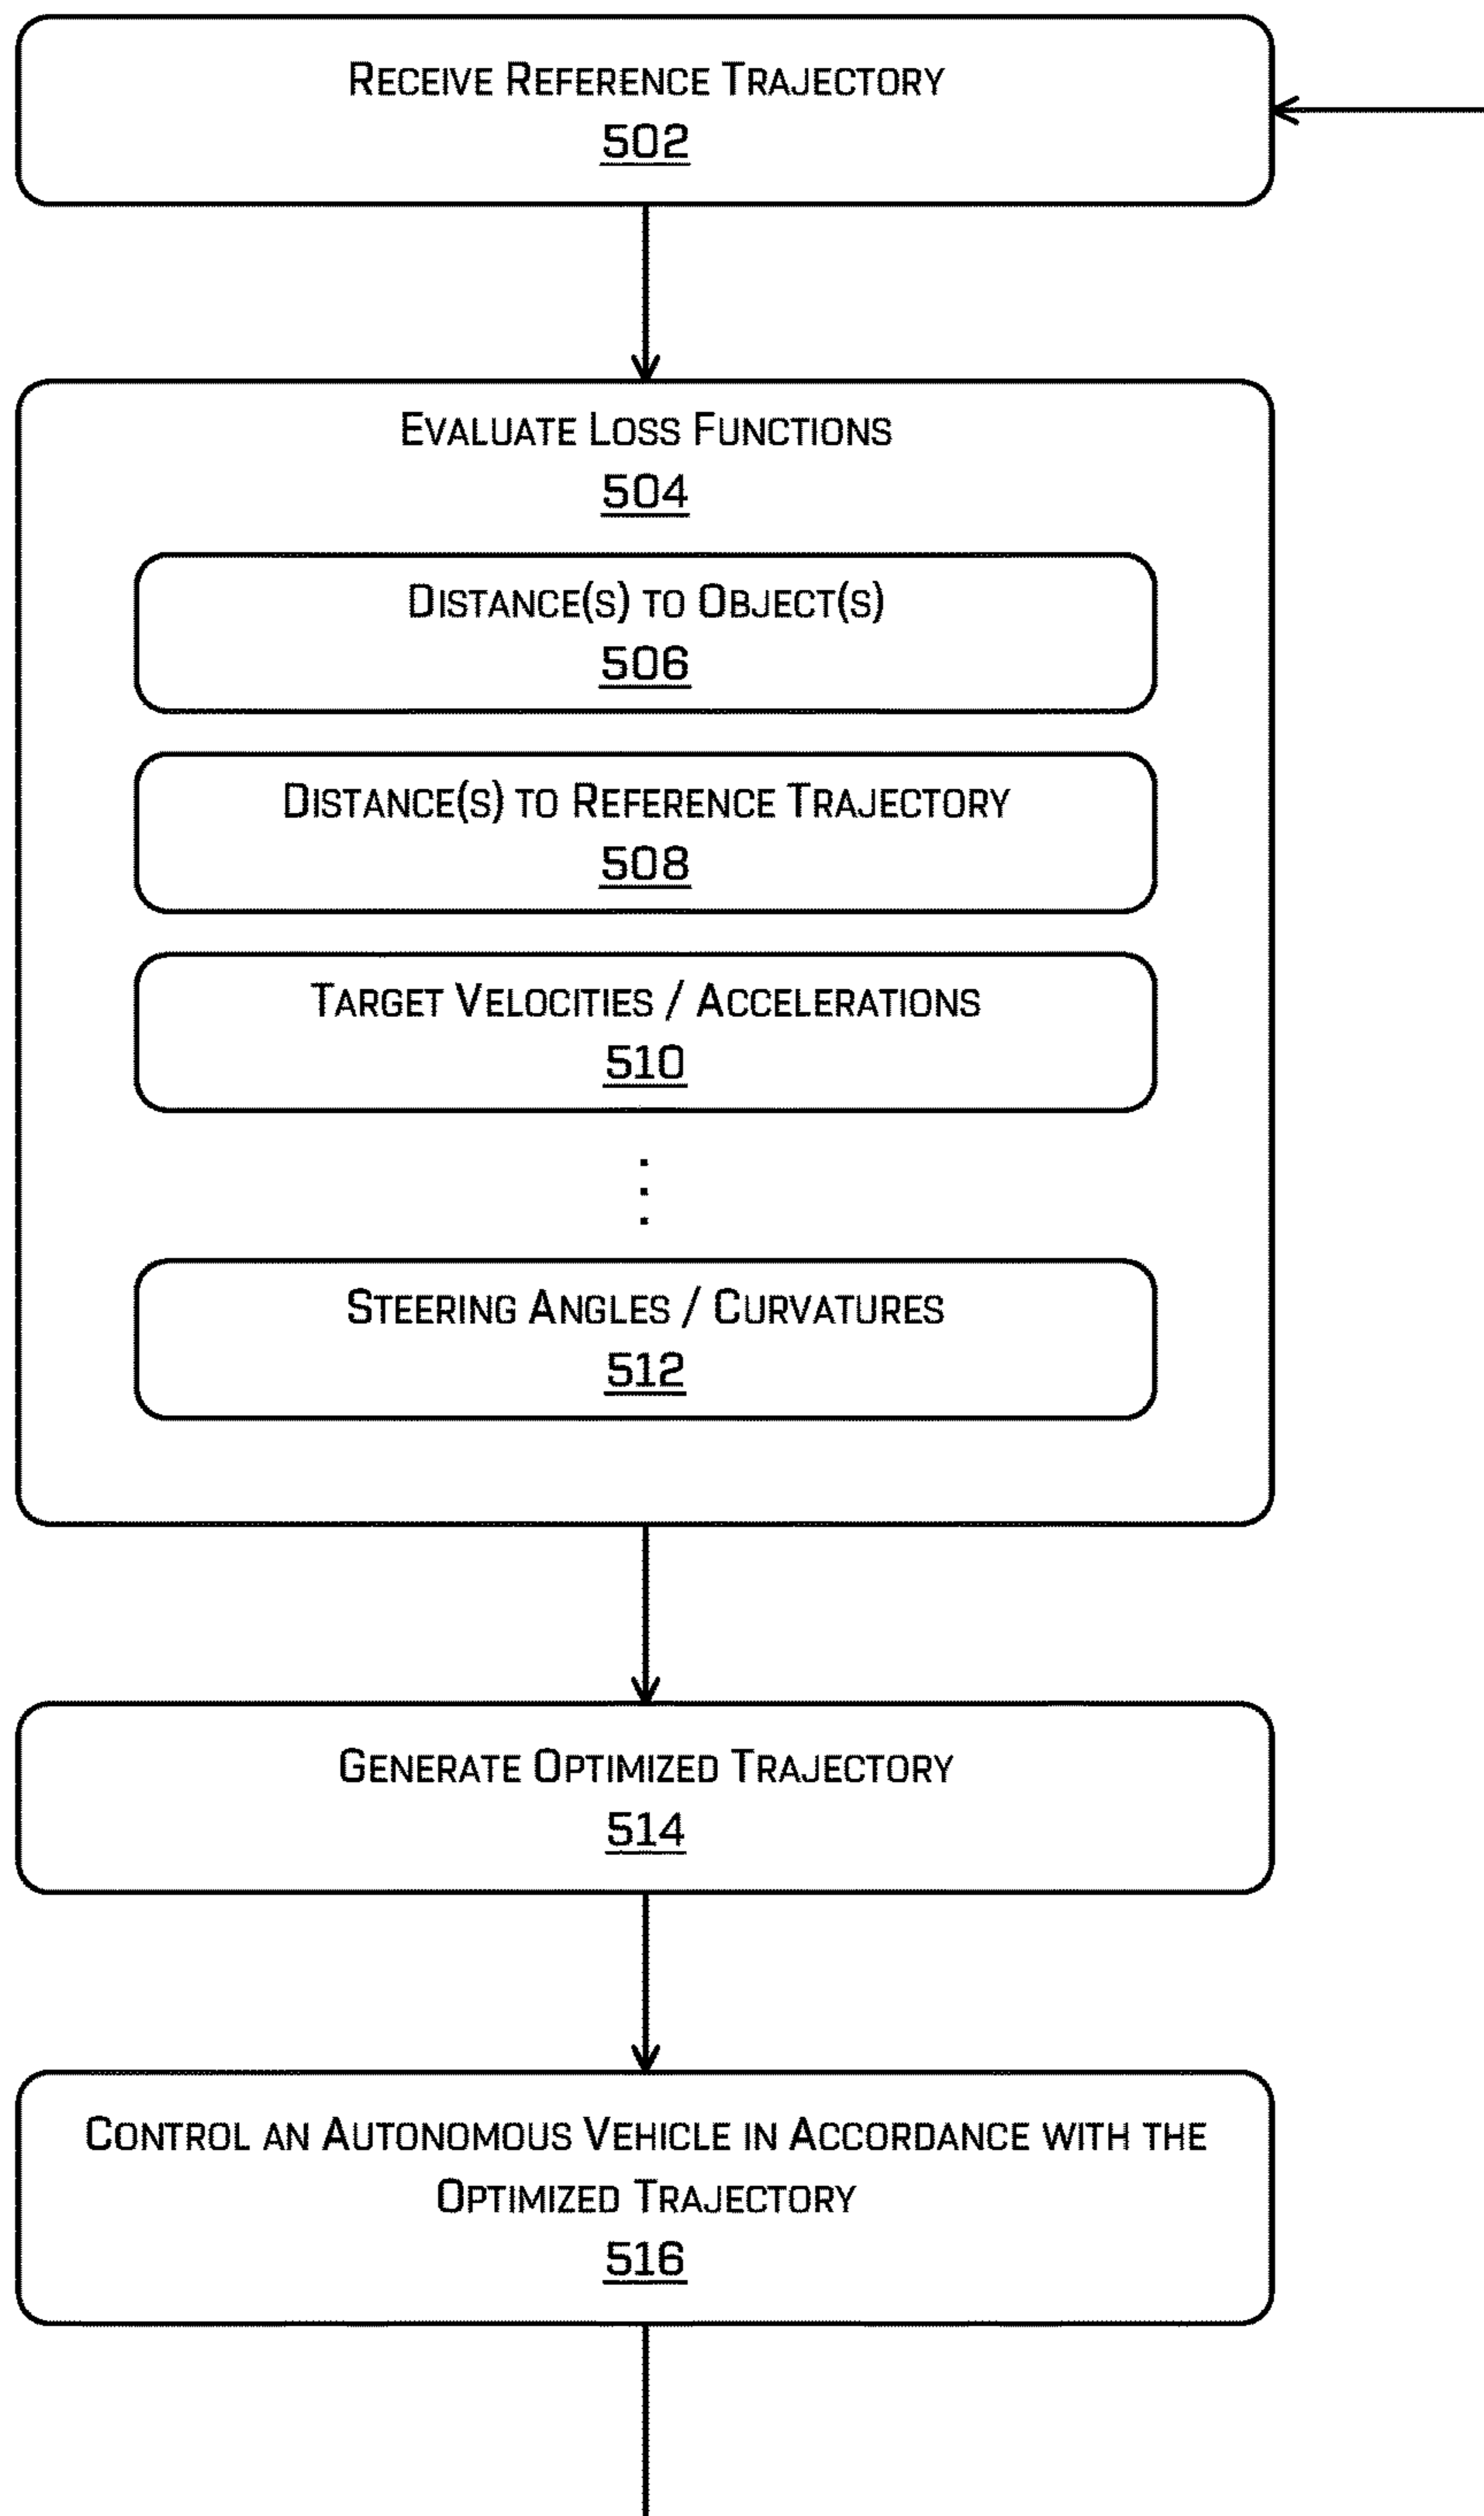 RECEIVE REFERENCE TRAJECTORY
502
EVALUATE LOSS FUNCTIONS
504
DISTANCE(S) TO OBJECT(S)
506
DISTANCE(S) TO REFERENCE TRAJECTORY
508
TARGET VELOCITIES / ACCELERATIONS
510
STEERING ANGLES / CURVATURES
512
GENERATE OPTIMIZED TRAJECTORY
514
CONTROL AN AUTONOMOUS VEHICLE IN ACCORDANCE WITH THE
OPTIMIZED TRAJECTORY
516